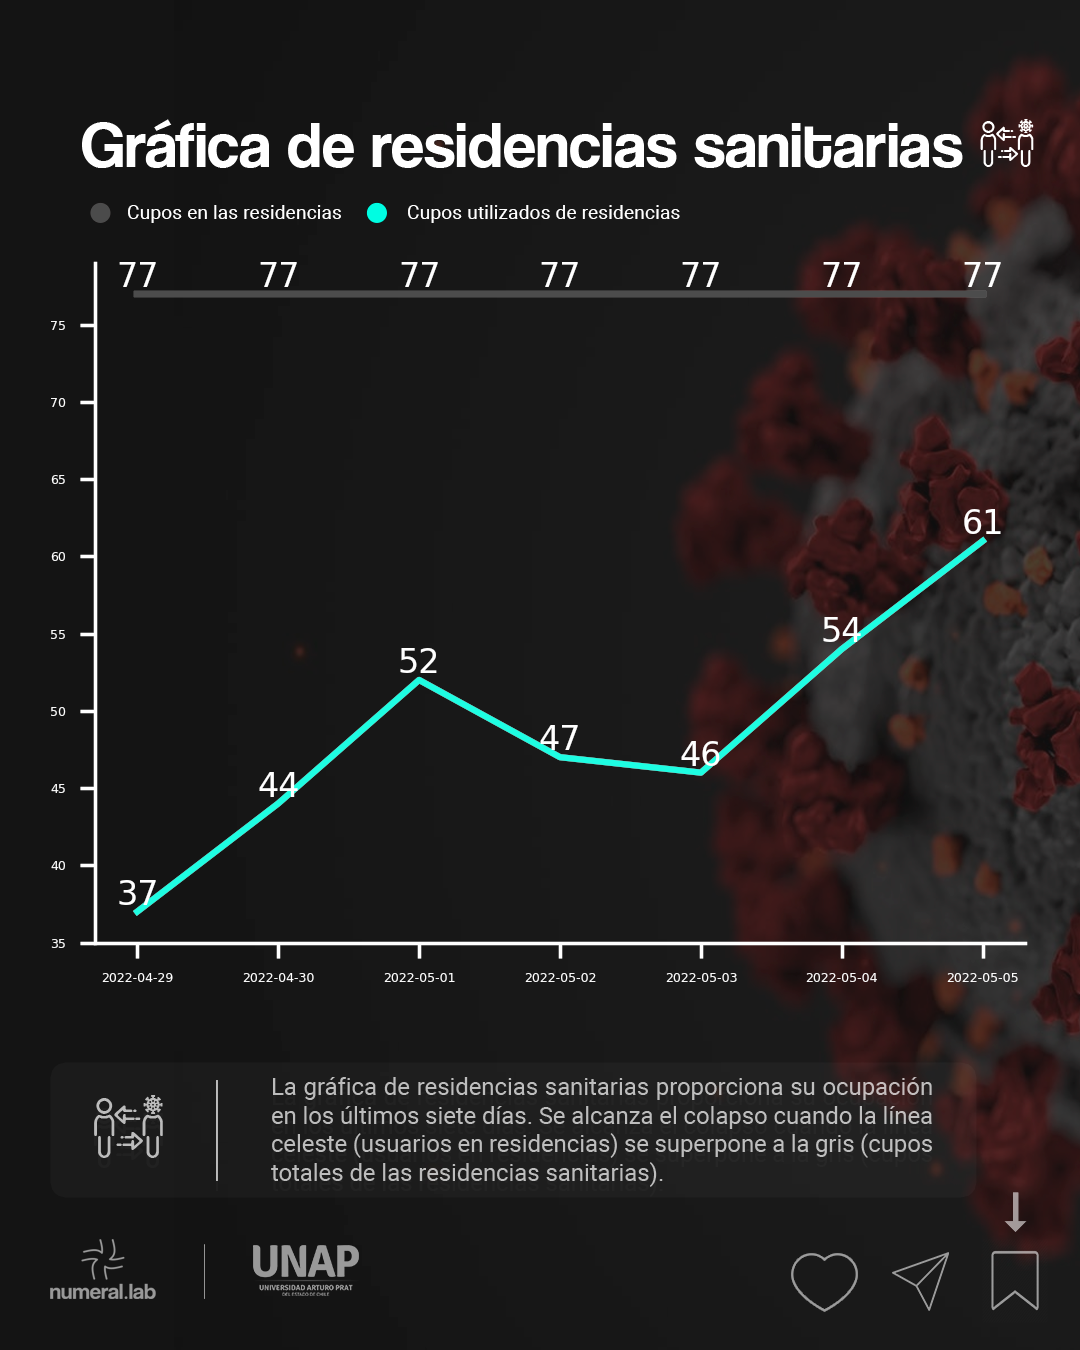 Gráfica de residencias sanitarias
Cupos en las residencias Cupos utilizados de residencias
77 77 77 77 77 77 77
75
70
65
60
55
50
45
40
35
61
54
52
47
46
44
37
2022-04-29 2022-04-30 2022-05-01 2022-05-02 2022-05-03 2022-05-04 2022-05-05
La gráfica de residencias sanitarias proporciona su ocupación
en los últimos siete días. Se alcanza el colapso cuando la línea
celeste (usuarios en residencias) se superpone a la gris (cupos
totales de las residencias sanitarias).
numeral.lab
UNAP
UNIVERSIDAD ARTURO PRAT
DEL ESTADO DE CHILE